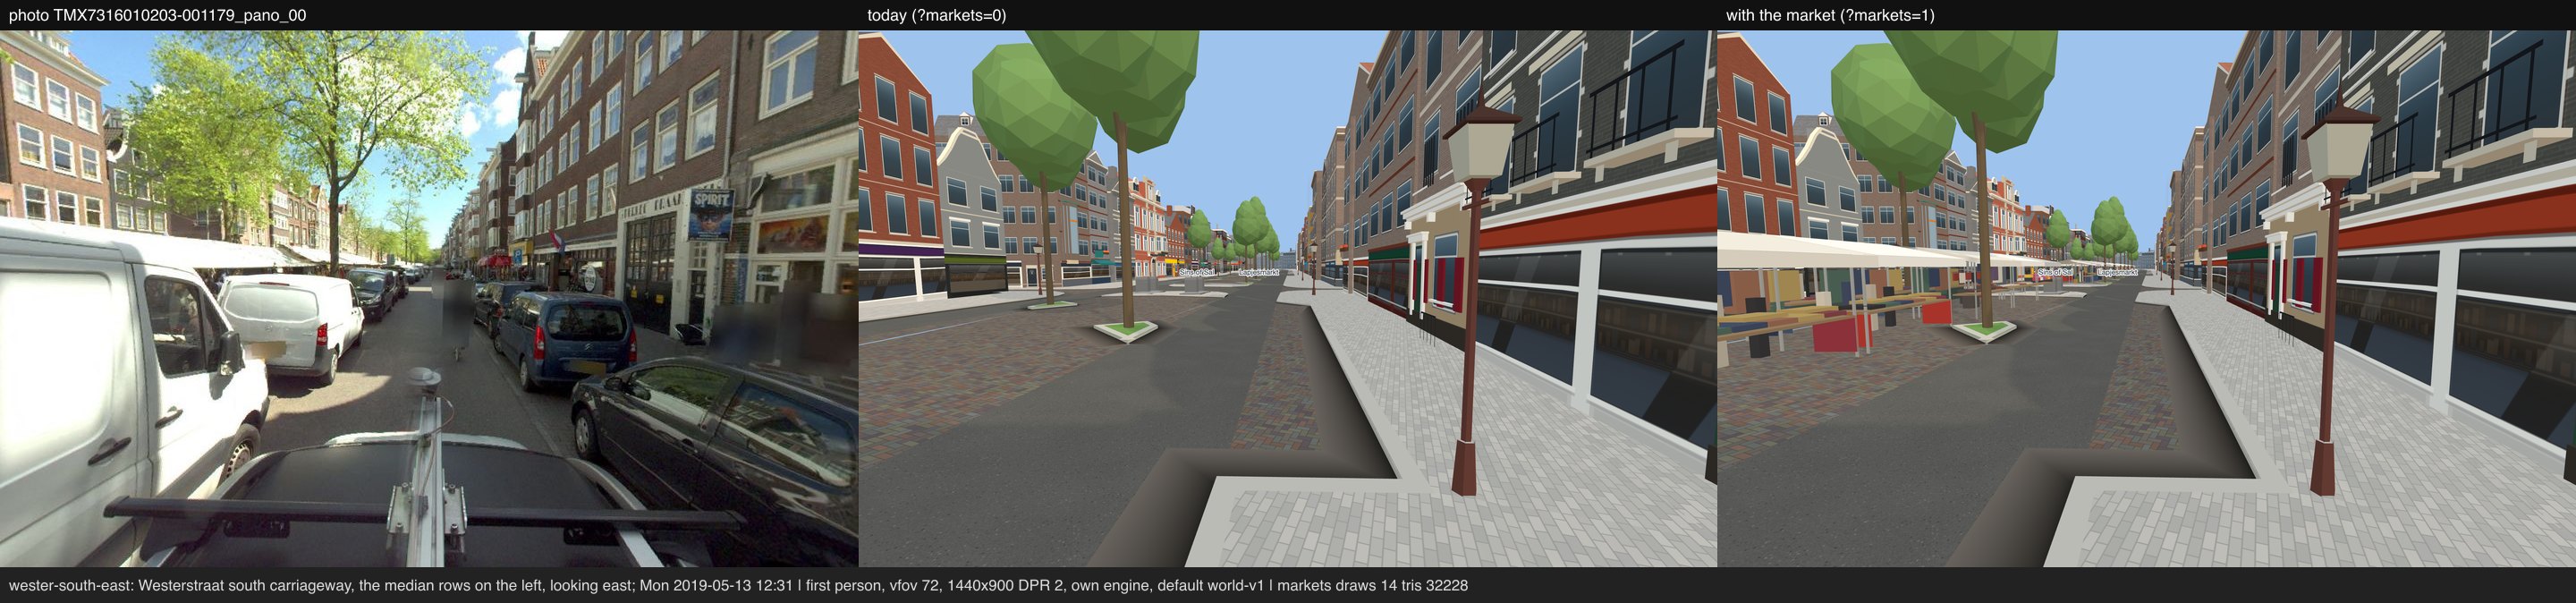 photo TMX7316010203-001179_pano_00
today (?markets=0)
with the market (?markets=1)
SPIRIT
Sins of Sal
Lapjesmarkt
Sins of Sal
Lapjesmarkt
wester-south-east: Westerstraat south carriageway, the median rows on the left, looking east; Mon 2019-05-13 12:31 | first person, vfov 72, 1440x900 DPR 2, own engine, default world-v1 | markets draws 14 tris 32228